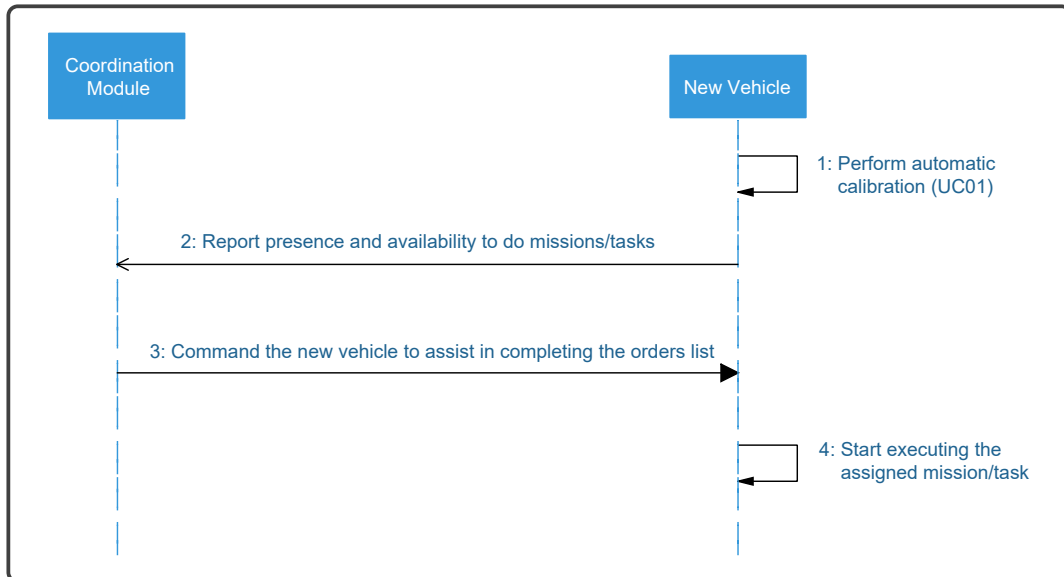 Coordination
Module
New Vehicle
1: Perform automatic
calibration (UC01)
2: Report presence and availability to do missions/tasks
3: Command the new vehicle to assist in completing the orders list
4: Start executing the
assigned mission/task